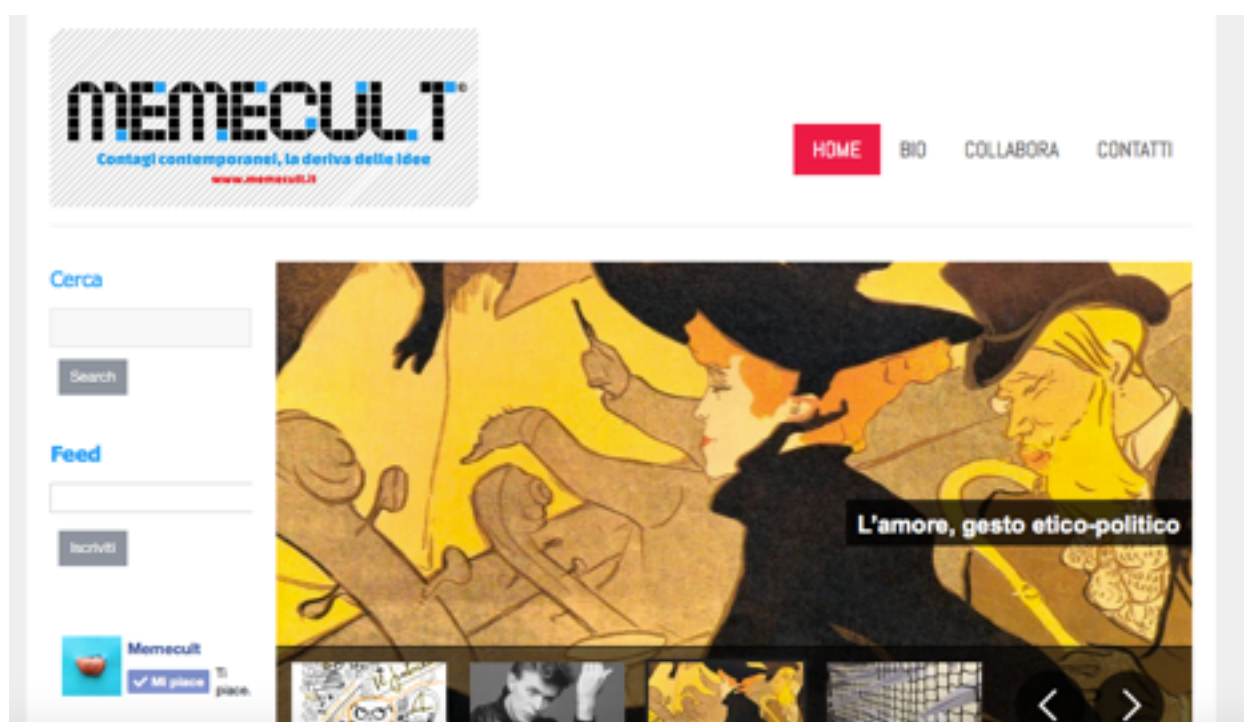 MEMECULT
Contagi contemporanei, la deriva delle idee
www.memecult.it
HOME BIO COLLABORA CONTATTI
Cerca
Search
Feed
Iscriviti
L'amore, gesto etico-politico
Memecult
Mi piace
Ti
piace.